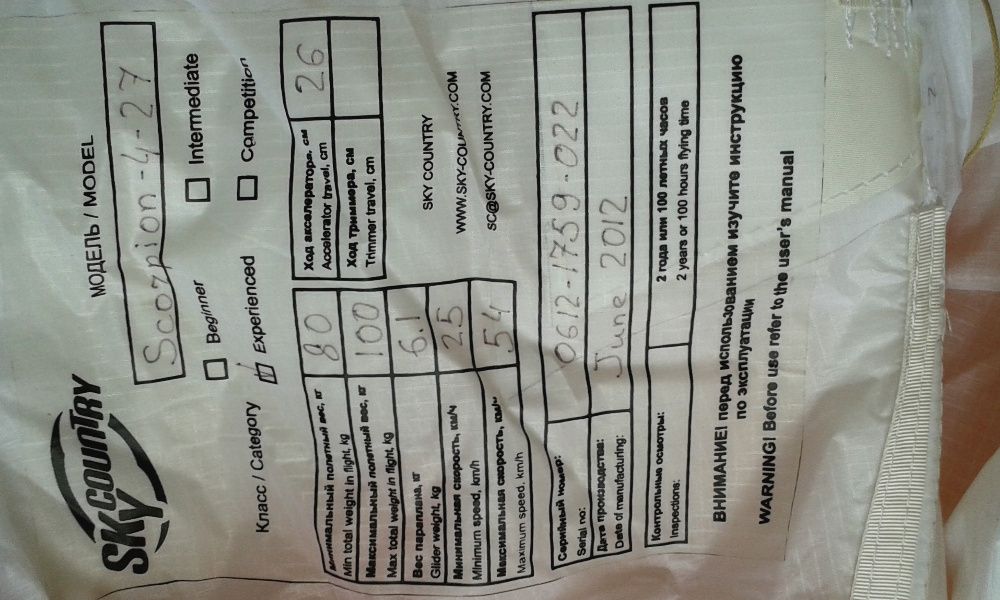 SKY COUNTRY
МОДЕЛЬ / MODEL
Scorpion-4-27
Класс / Category
Beginner
Intermediate
Experienced
Competition
Минимальный полетный вес, кг
Min total weight in flight, kg
80
Максимальный полетный вес, кг
Max total weight in flight, kg
100
Вес параплана, кг
Glider weight, kg
6.1
Минимальная скорость, км/ч
Minimum speed, km/h
25
Максимальная скорость, км/ч
Maximum speed, km/h
54
Ход акселератора, см
Accelerator travel, cm
26
Ход триммера, см
Trimmer travel, cm
SKY COUNTRY
WWW.SKY-COUNTRY.COM
SC@SKY-COUNTRY.COM
Серийный номер:
Serial no:
0612-1759-022
Дата производства:
Date of manufacturing:
June 2012
Контрольные осмотры:
Inspections:
2 года или 100 летных часов
2 years or 100 hours flying time
ВНИМАНИЕ! перед использованием изучите инструкцию
по эксплуатации
WARNING! Before use refer to the user's manual